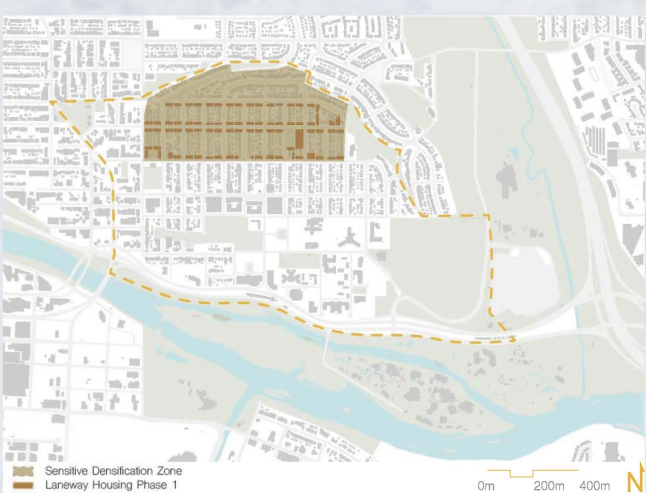 Sensitive Densification Zone
Laneway Housing Phase 1
0m 200m 400m N